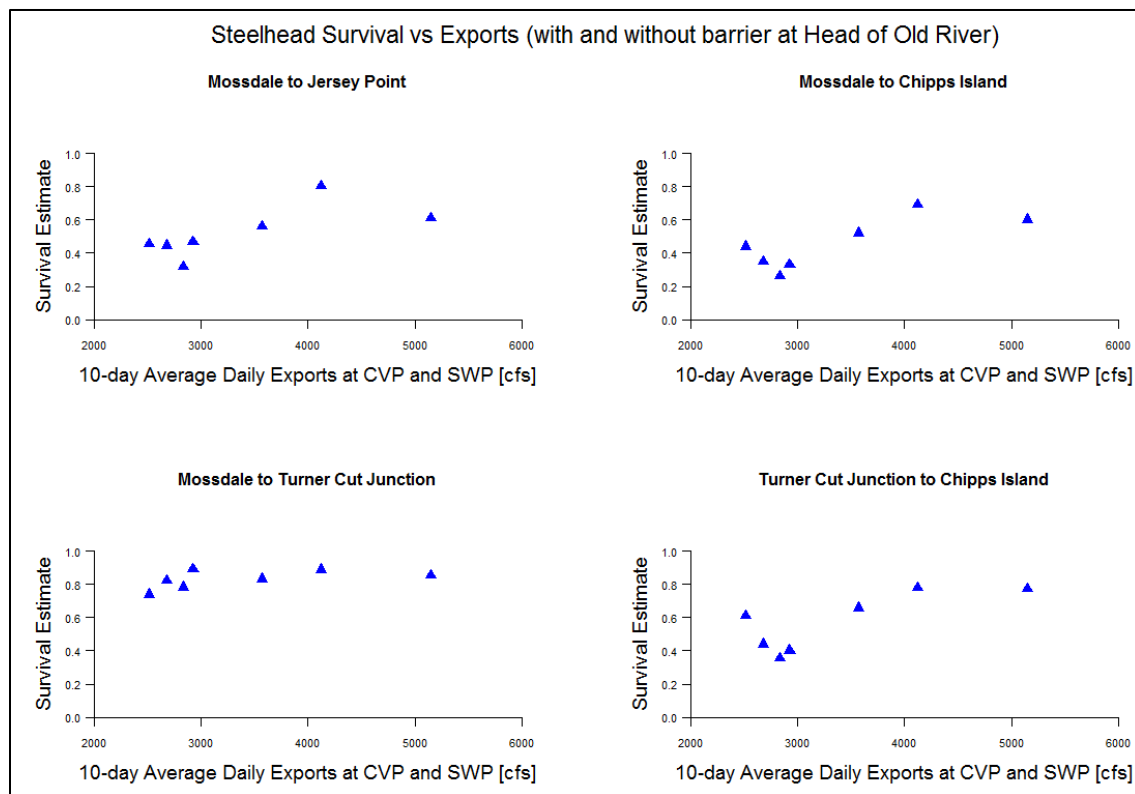 Steelhead Survival vs Exports (with and without barrier at Head of Old River)
Mossdale to Jersey Point
1.0
0.8
0.6
0.4
0.2
0.0
Survival Estimate
2000 3000 4000 5000 6000
10-day Average Daily Exports at CVP and SWP [cfs]
Mossdale to Chipps Island
1.0
0.8
0.6
0.4
0.2
0.0
Survival Estimate
2000 3000 4000 5000 6000
10-day Average Daily Exports at CVP and SWP [cfs]
Mossdale to Turner Cut Junction
1.0
0.8
0.6
0.4
0.2
0.0
Survival Estimate
2000 3000 4000 5000 6000
10-day Average Daily Exports at CVP and SWP [cfs]
Turner Cut Junction to Chipps Island
1.0
0.8
0.6
0.4
0.2
0.0
Survival Estimate
2000 3000 4000 5000 6000
10-day Average Daily Exports at CVP and SWP [cfs]